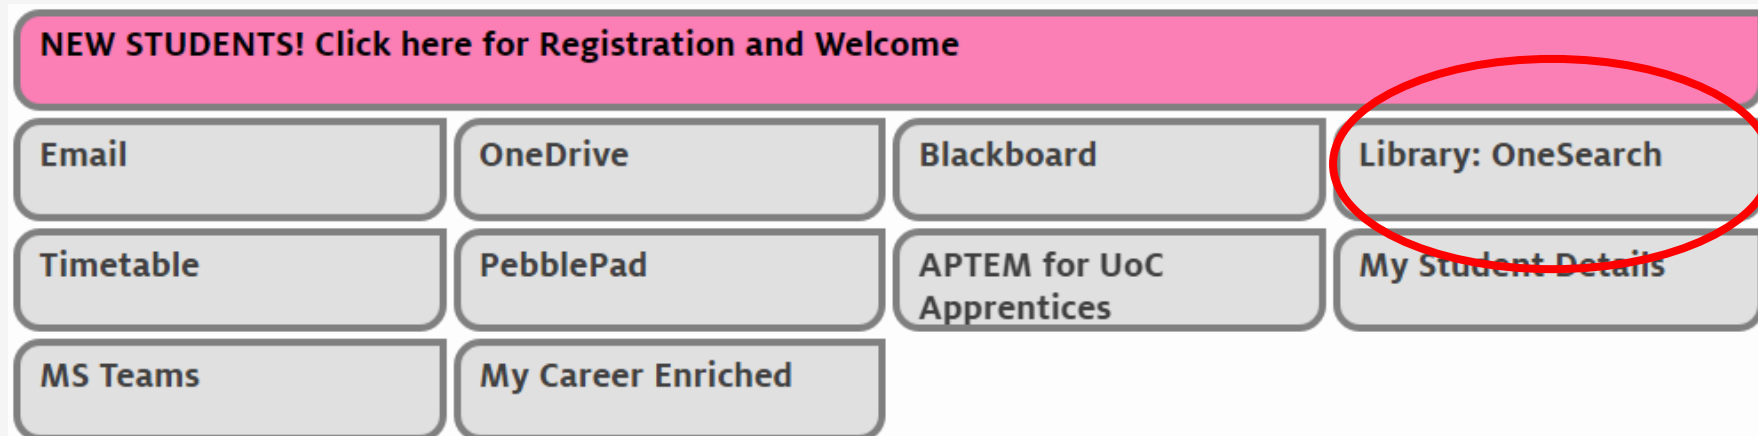 NEW STUDENTS! Click here for Registration and Welcome
Email
OneDrive
Blackboard
Library: OneSearch
Timetable
PebblePad
APTEM for UoC
Apprentices
My Student Details
MS Teams
My Career Enriched